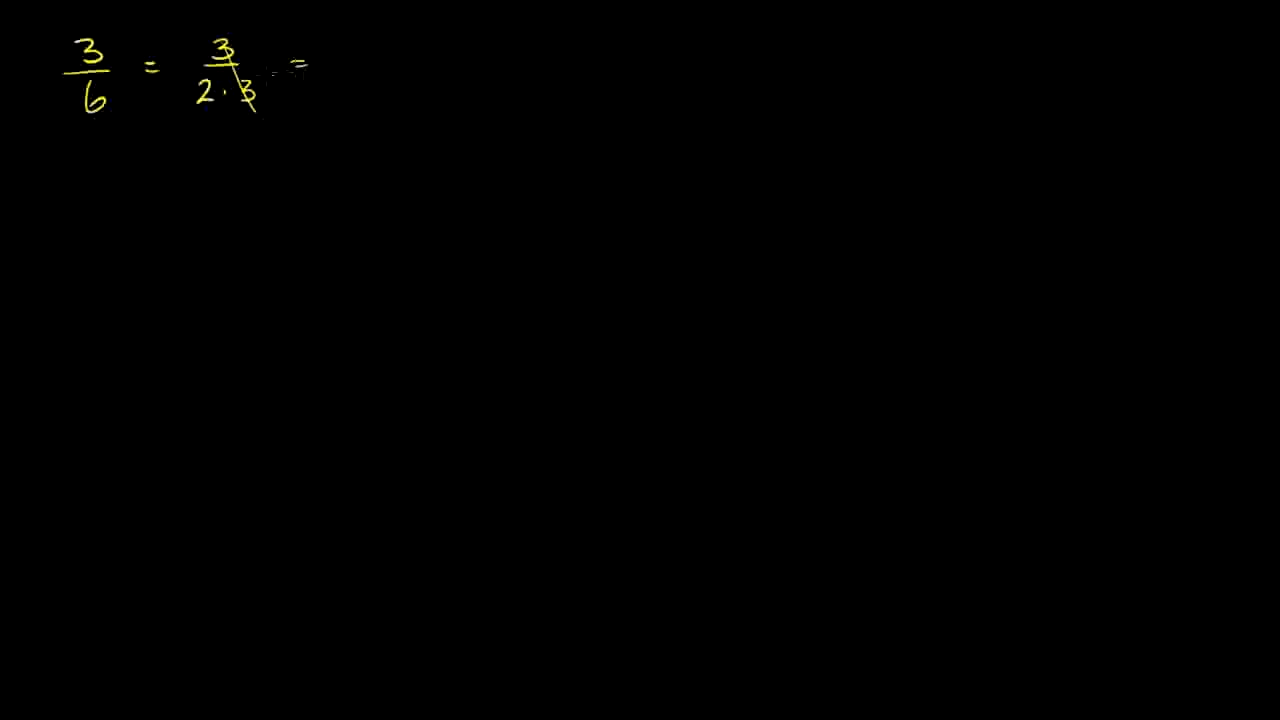 3/6 = 3/2·3 =